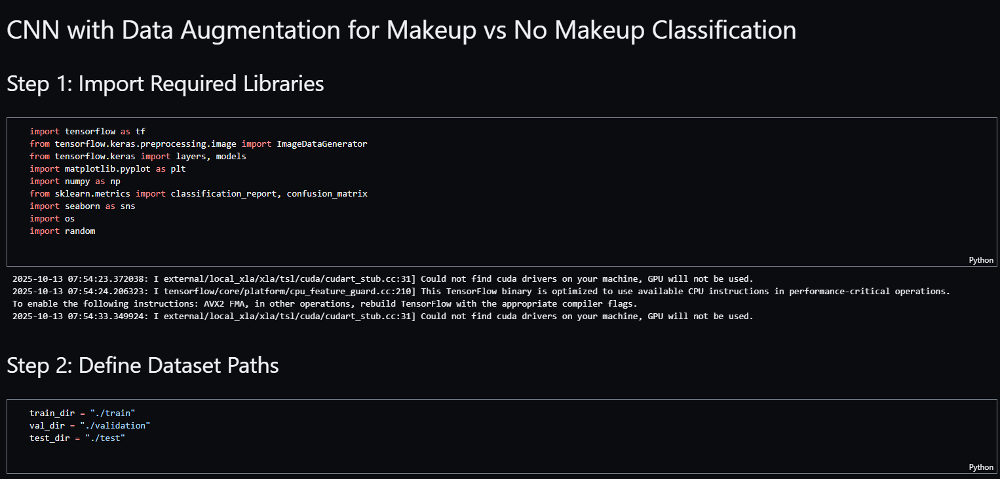 CNN with Data Augmentation for Makeup vs No Makeup Classification
Step 1: Import Required Libraries
import tensorflow as tf
from tensorflow.keras.preprocessing.image import ImageDataGenerator
from tensorflow.keras import layers, models
import matplotlib.pyplot as plt
import numpy as np
from sklearn.metrics import classification_report, confusion_matrix
import seaborn as sns
import os
import random
Python
2025-10-13 07:54:23.372038: I external/local_xla/xla/tsl/cuda/cudart_stub.cc:31] Could not find cuda drivers on your machine, GPU will not be used.
2025-10-13 07:54:24.206323: I tensorflow/core/platform/cpu_feature_guard.cc:210] This TensorFlow binary is optimized to use available CPU instructions in performance-critical operations.
To enable the following instructions: AVX2 FMA, in other operations, rebuild TensorFlow with the appropriate compiler flags.
2025-10-13 07:54:33.349924: I external/local_xla/xla/tsl/cuda/cudart_stub.cc:31] Could not find cuda drivers on your machine, GPU will not be used.
Step 2: Define Dataset Paths
train_dir = "./train"
val_dir = "./validation"
test_dir = "./test"
Python